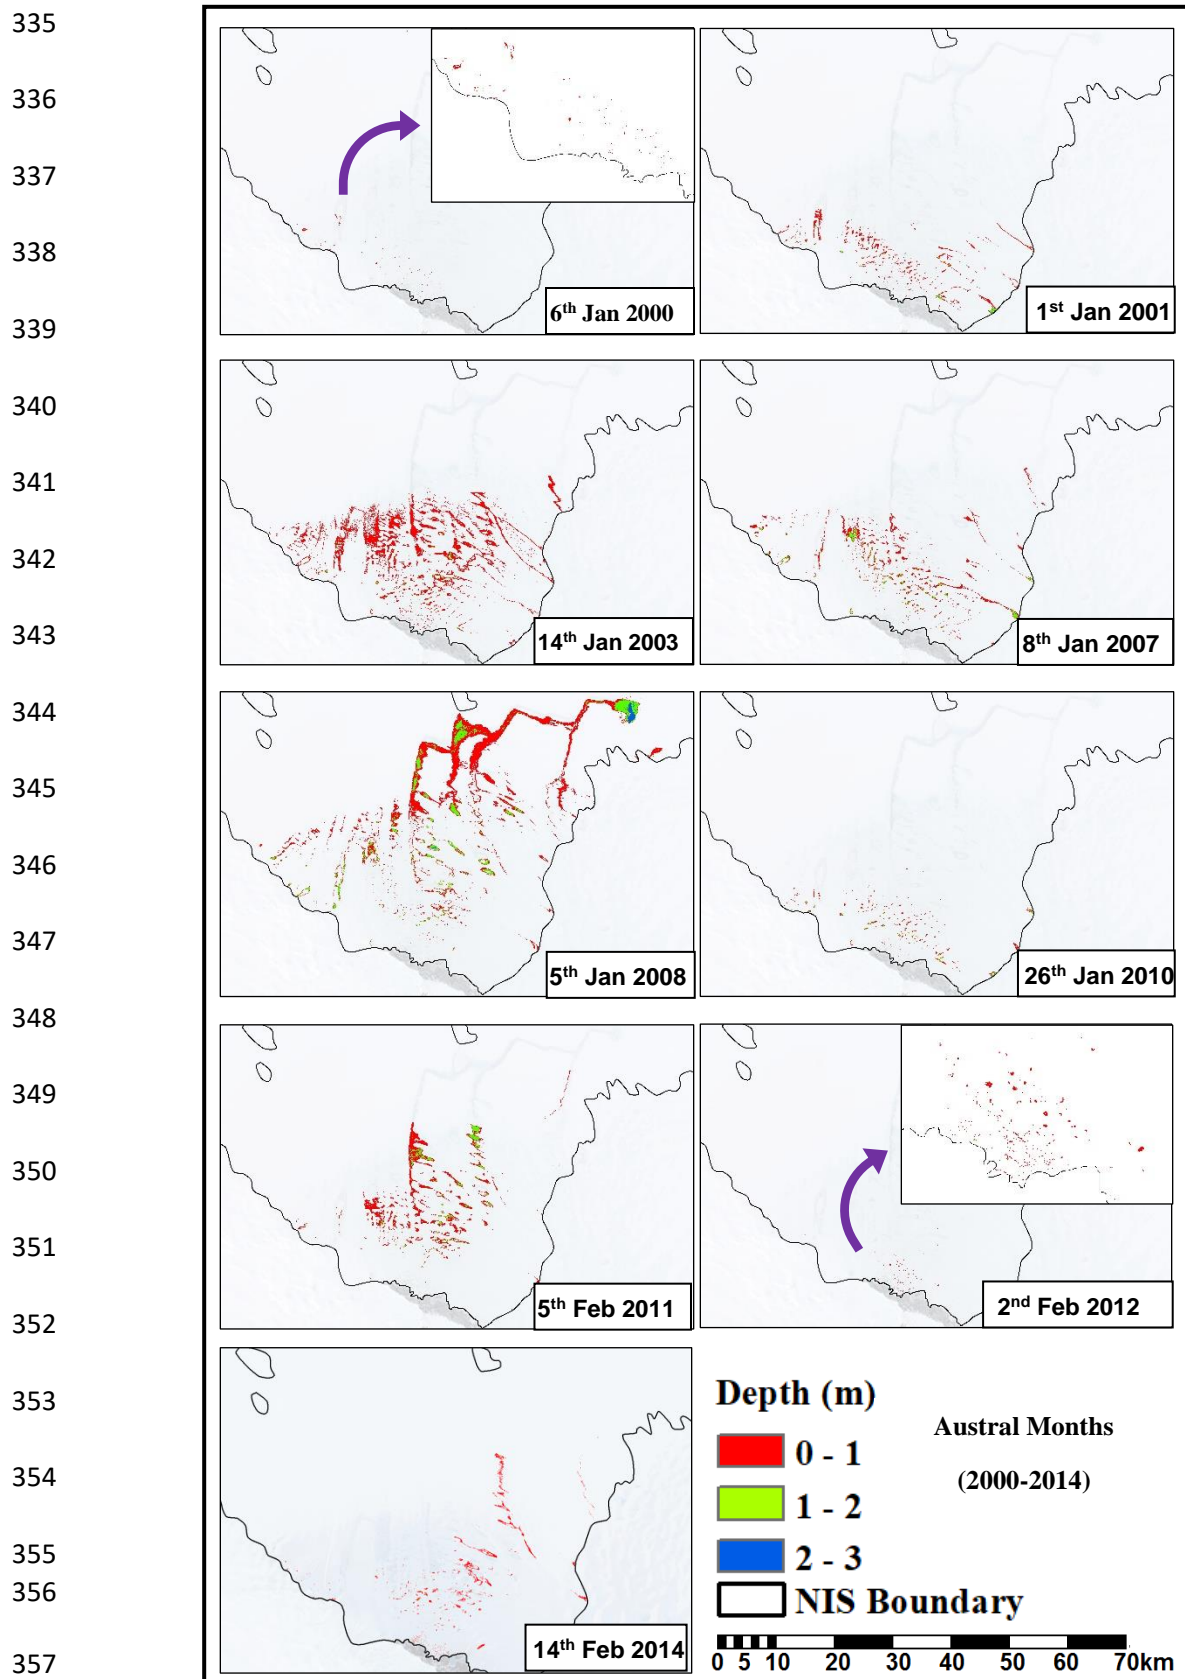 335
336
337
338
6th Jan 2000
1st Jan 2001
339
340
341
342
14th Jan 2003
8th Jan 2007
343
344
345
346
347
5th Jan 2008
26th Jan 2010
348
349
350
351
5th Feb 2011
2nd Feb 2012
352
353
Depth (m)
Austral Months
(2000-2014)
354
0 - 1
1 - 2
355
2 - 3
356
NIS Boundary
14th Feb 2014
357
0 5 10 20 30 40 50 60 70km